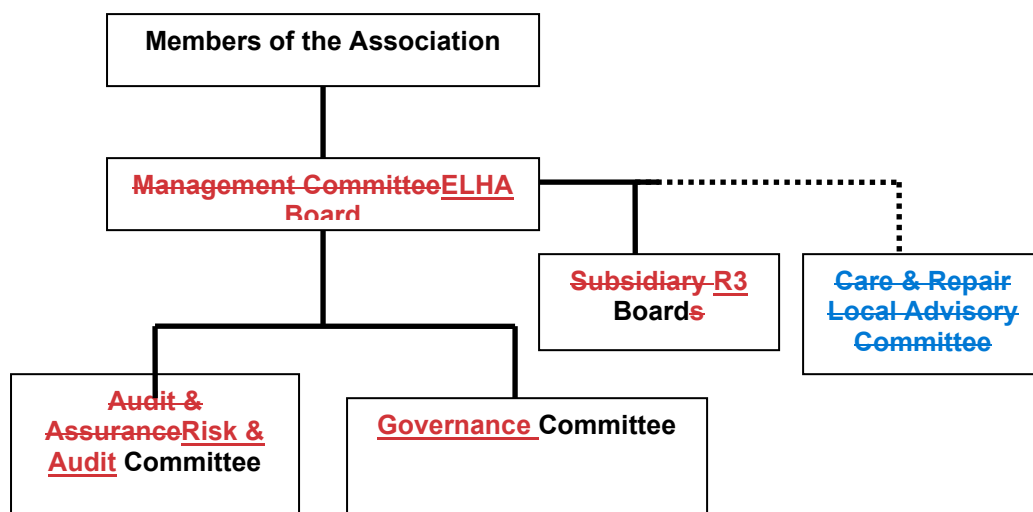 Members of the Association
Management CommitteeELHA
Board
Subsidiary R3
Boards
Care & Repair
Local Advisory
Committee
Audit &
AssuranceRisk &
Audit Committee
Governance Committee